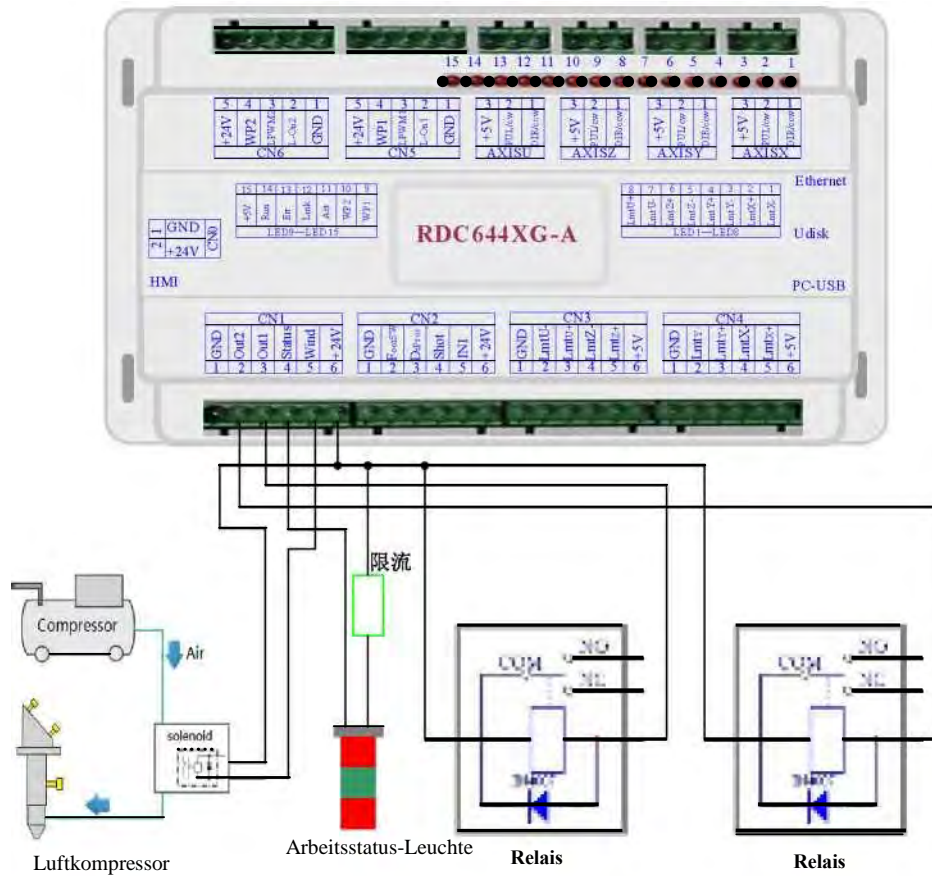 15 14 13 12 11 10 9 8 7 6 5 4 3 2 1
5 4 3 2 1
+24V WP2 LPWM2 L-On2 GND
CN6
5 4 3 2 1
+24V WP1 L-On1 GND
CN5
3 2 1
+5V PUL/cw DIR/ccw
AXISU
3 2 1
+5V PUL/cw DIR/ccw
AXISZ
3 2 1
+5V PUL/cw DIR/ccw
AXISY
3 2 1
+5V PUL/cw DIR/ccw
AXISX
Ethernet
15 14 13 12 11 10 9
+5V Run Err Link Air WP2 WP1
LED9—LED15
8 7 6 5 4 3 2 1
LmtU+ LmtU- LmtZ+ LmtZ- LmtY+ LmtY- LmtX+ LmtX-
LED1—LED8
RDC644XG-A
1 GND
2 +24V
CN0
Udisk
HMI
PC-USB
CN1
GND Out2 Out1 Status Wind +24V
1 2 3 4 5 6
CN2
GND FootSW DrProt Shot IN1 +24V
1 2 3 4 5 6
CN3
GND LmtU- LmtU+ LmtZ- LmtZ+ +5V
1 2 3 4 5 6
CN4
GND LmtY- LmtY+ LmtX- LmtX+ +5V
1 2 3 4 5 6
限流
Compressor
Air
solenoid
NO
COM
NC
NO
COM
NC
Luftkompressor
Arbeitsstatus-Leuchte
Relais
Relais